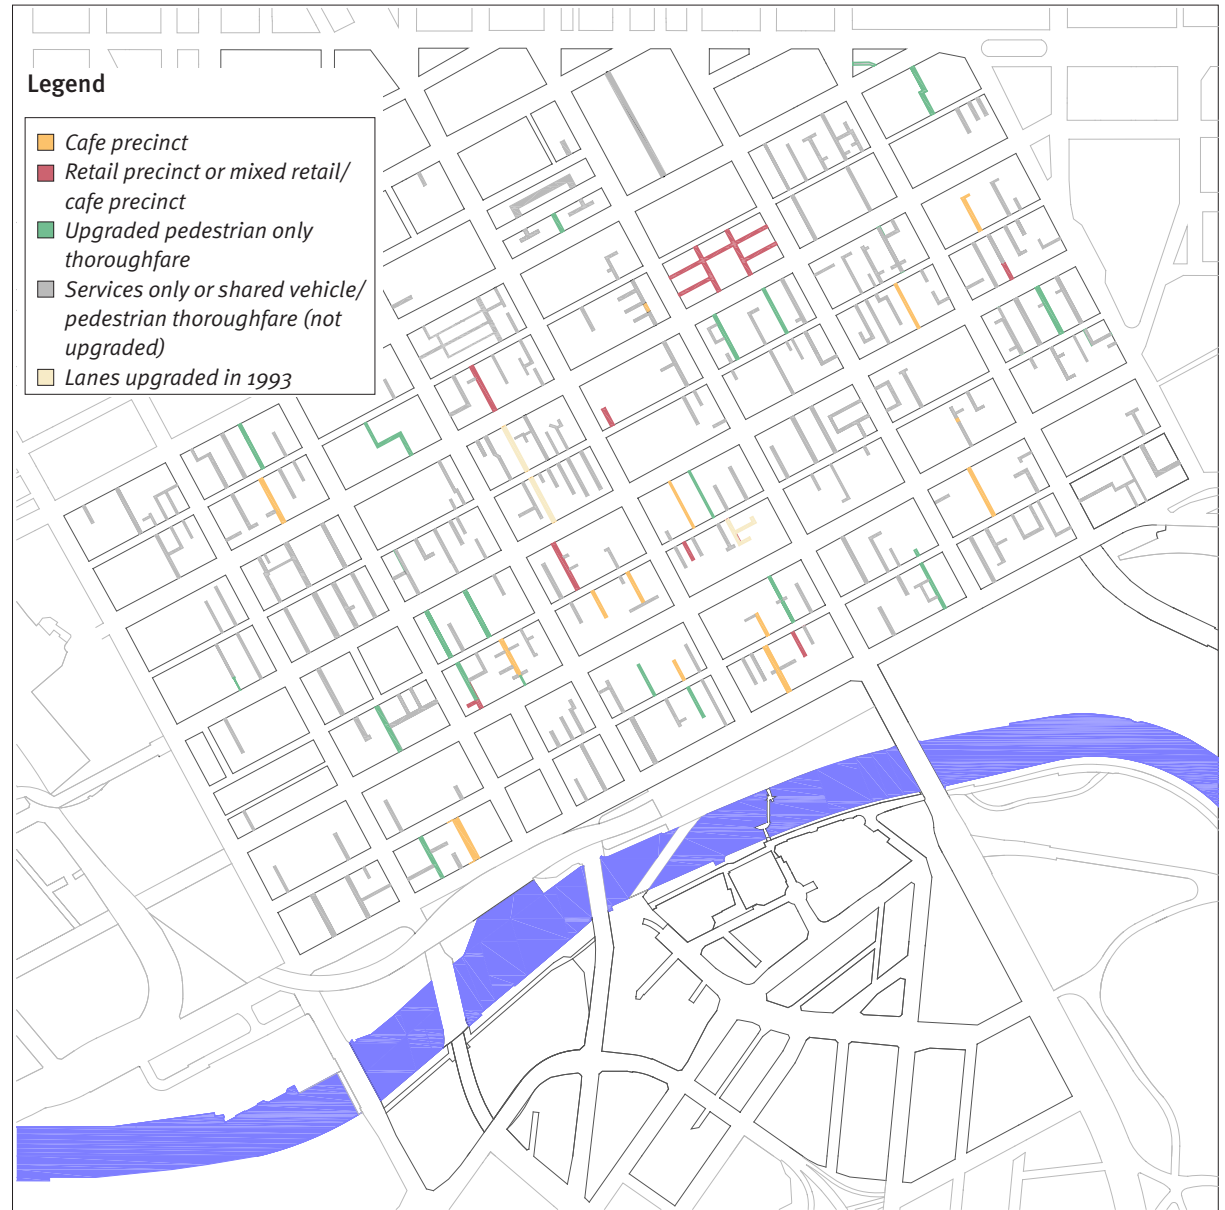 Legend
Cafe precinct
Retail precinct or mixed retail/
cafe precinct
Upgraded pedestrian only
thoroughfare
Services only or shared vehicle/
pedestrian thoroughfare (not
upgraded)
Lanes upgraded in 1993